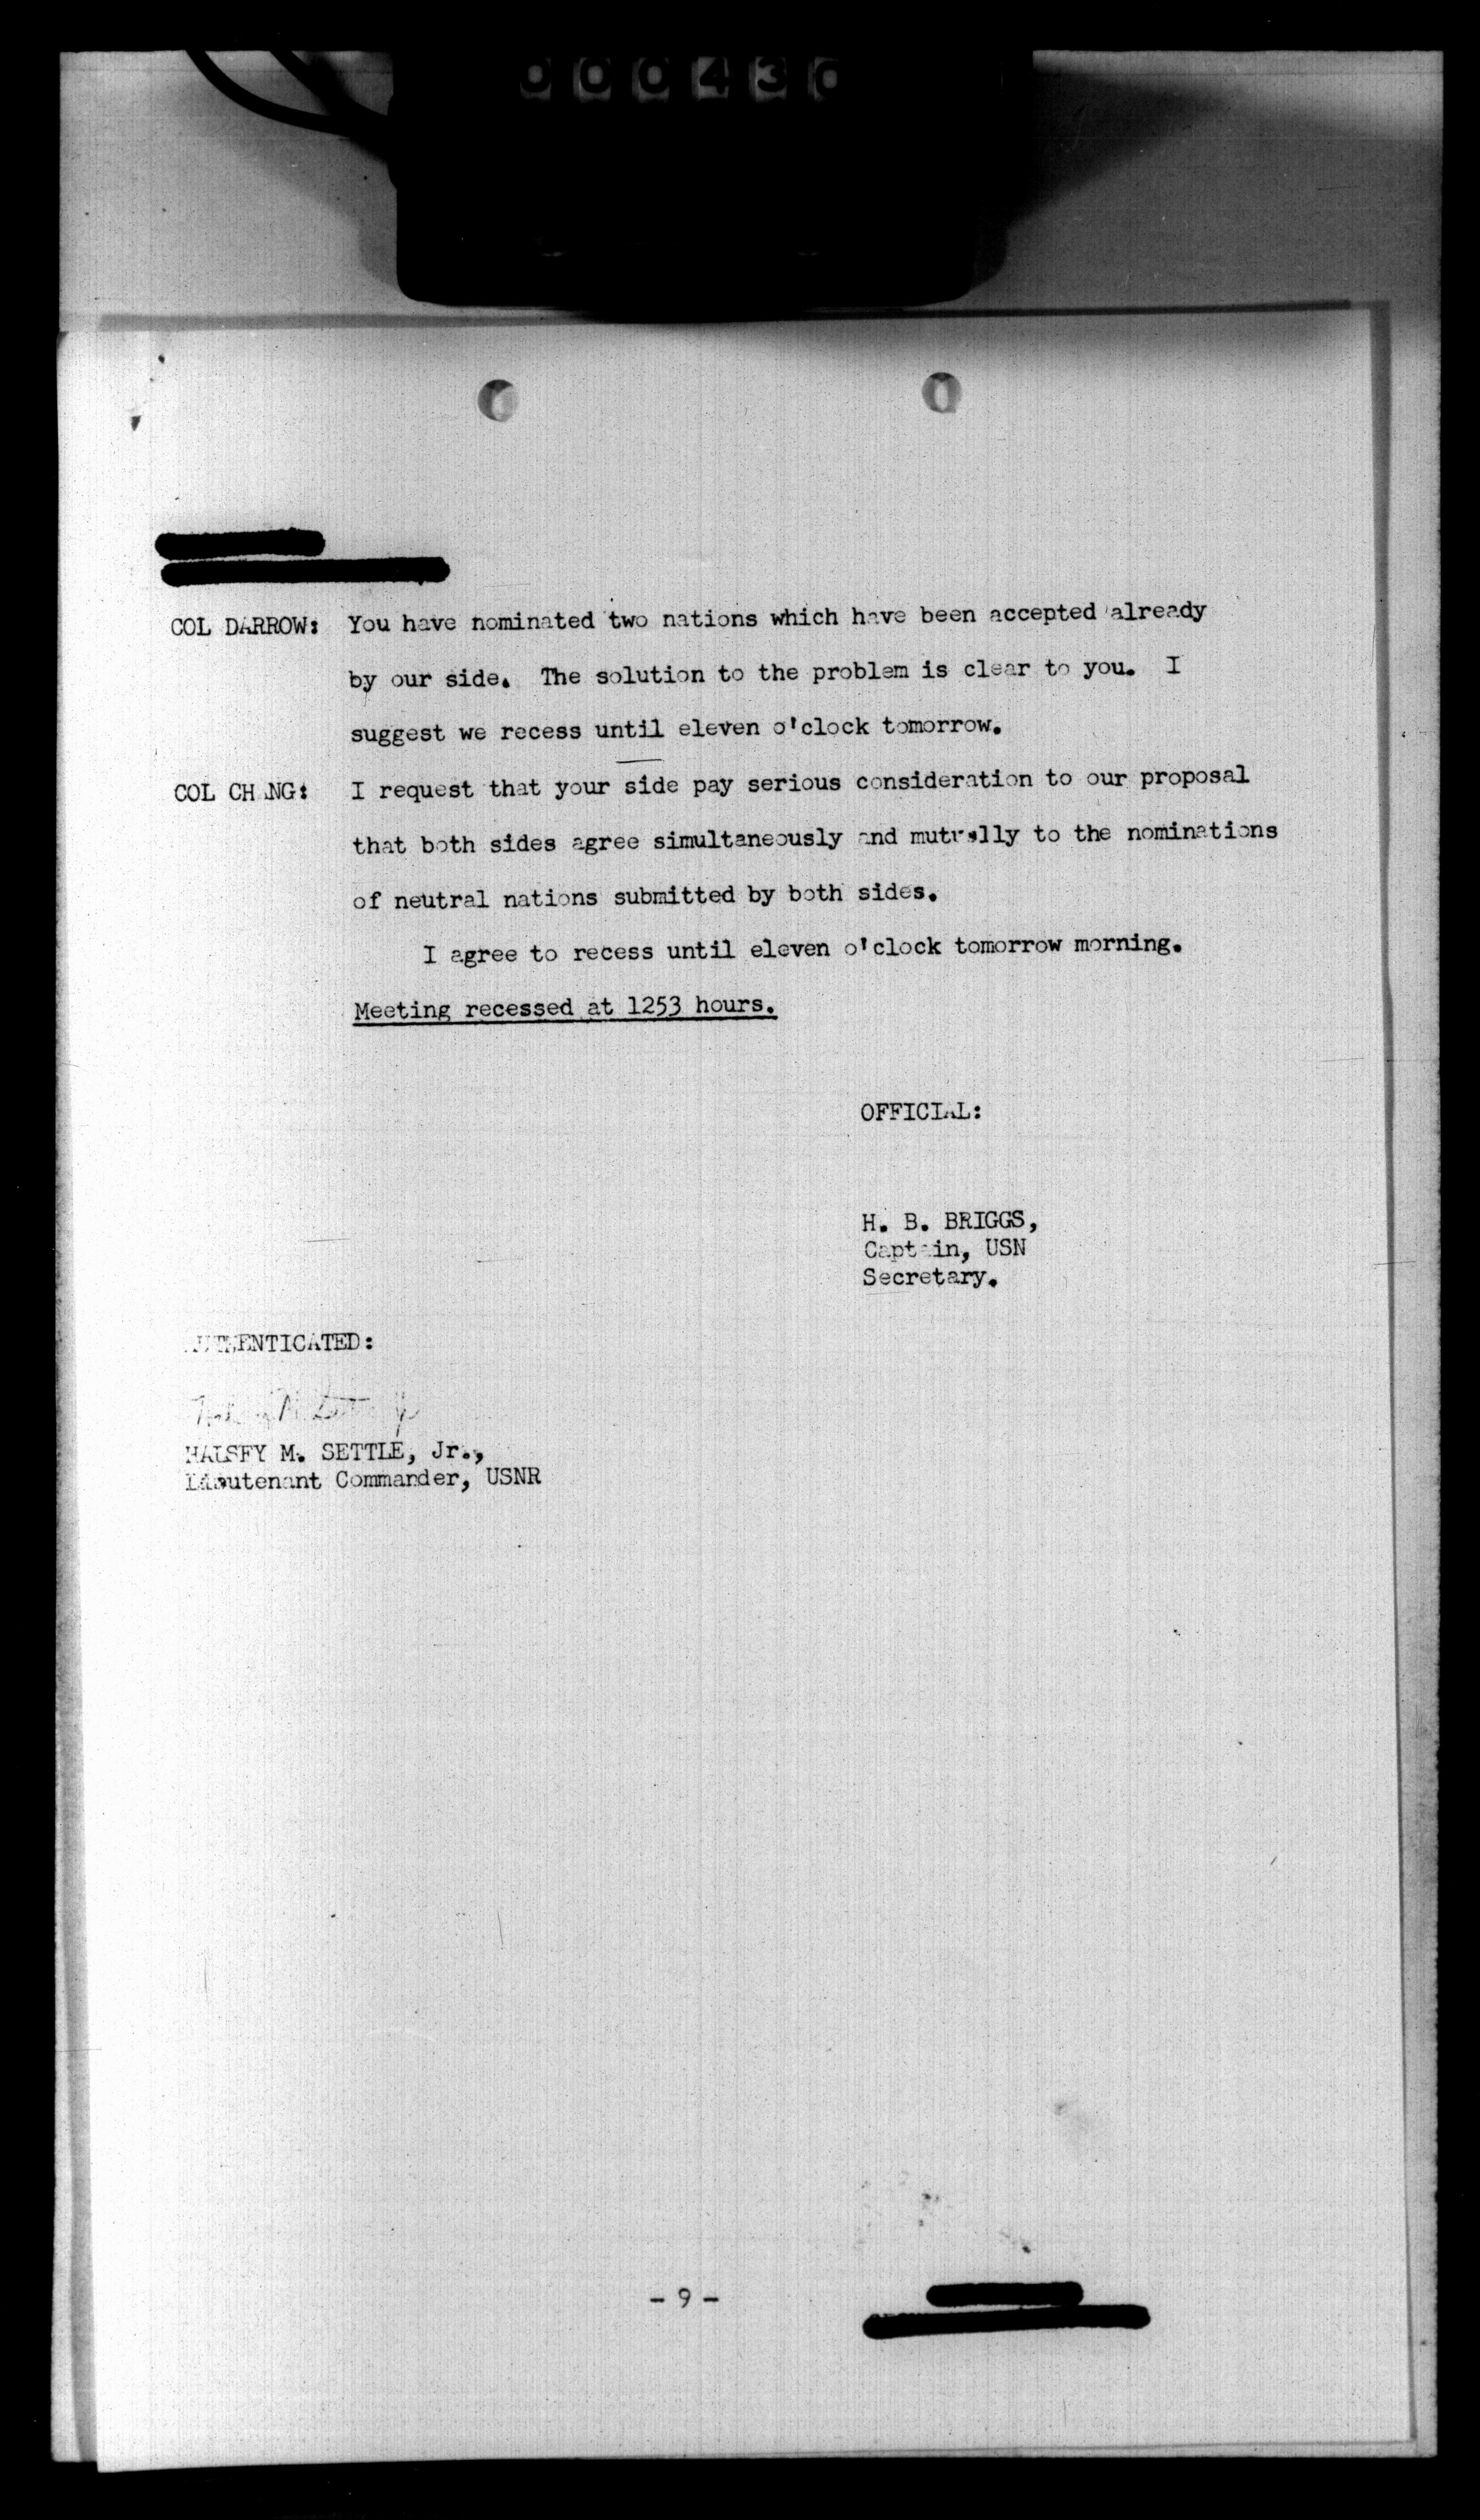 00043
COL DARROW: You have nominated two nations which have been accepted already
by our side. The solution to the problem is clear to you. I
suggest we recess until eleven o'clock tomorrow.
COL CHANG: I request that your side pay serious consideration to our proposal
that both sides agree simultaneously and mutually to the nominations
of neutral nations submitted by both sides.
I agree to recess until eleven o'clock tomorrow morning.
Meeting recessed at 1253 hours.
OFFICIAL:
H. B. BRIGGS,
Captain, USN
Secretary.
AUTHENTICATED:
HALSEY M. SETTLE, Jr.,
Lieutenant Commander, USNR
- 9 -